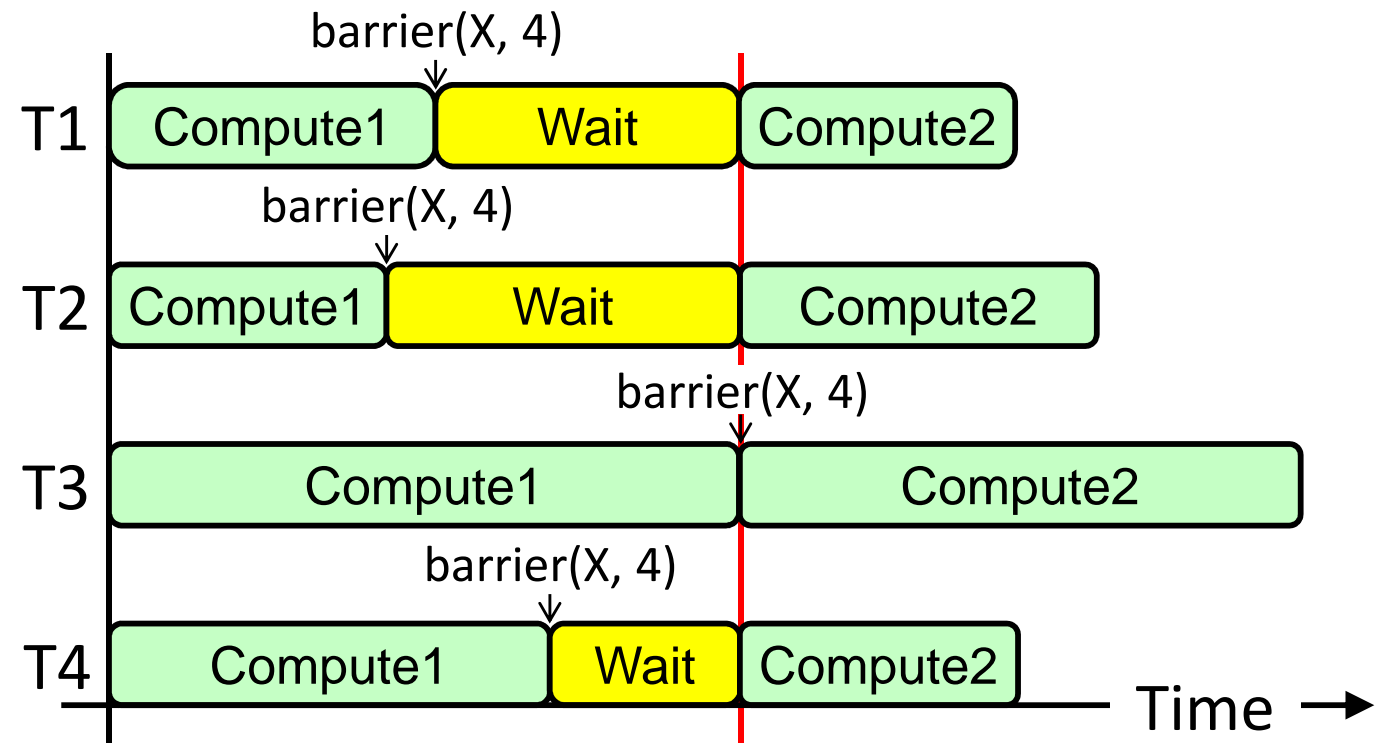 barrier(X, 4)
T1 Compute1 Wait Compute2
barrier(X, 4)
T2 Compute1 Wait Compute2
barrier(X, 4)
T3 Compute1 Compute2
barrier(X, 4)
T4 Compute1 Wait Compute2
Time